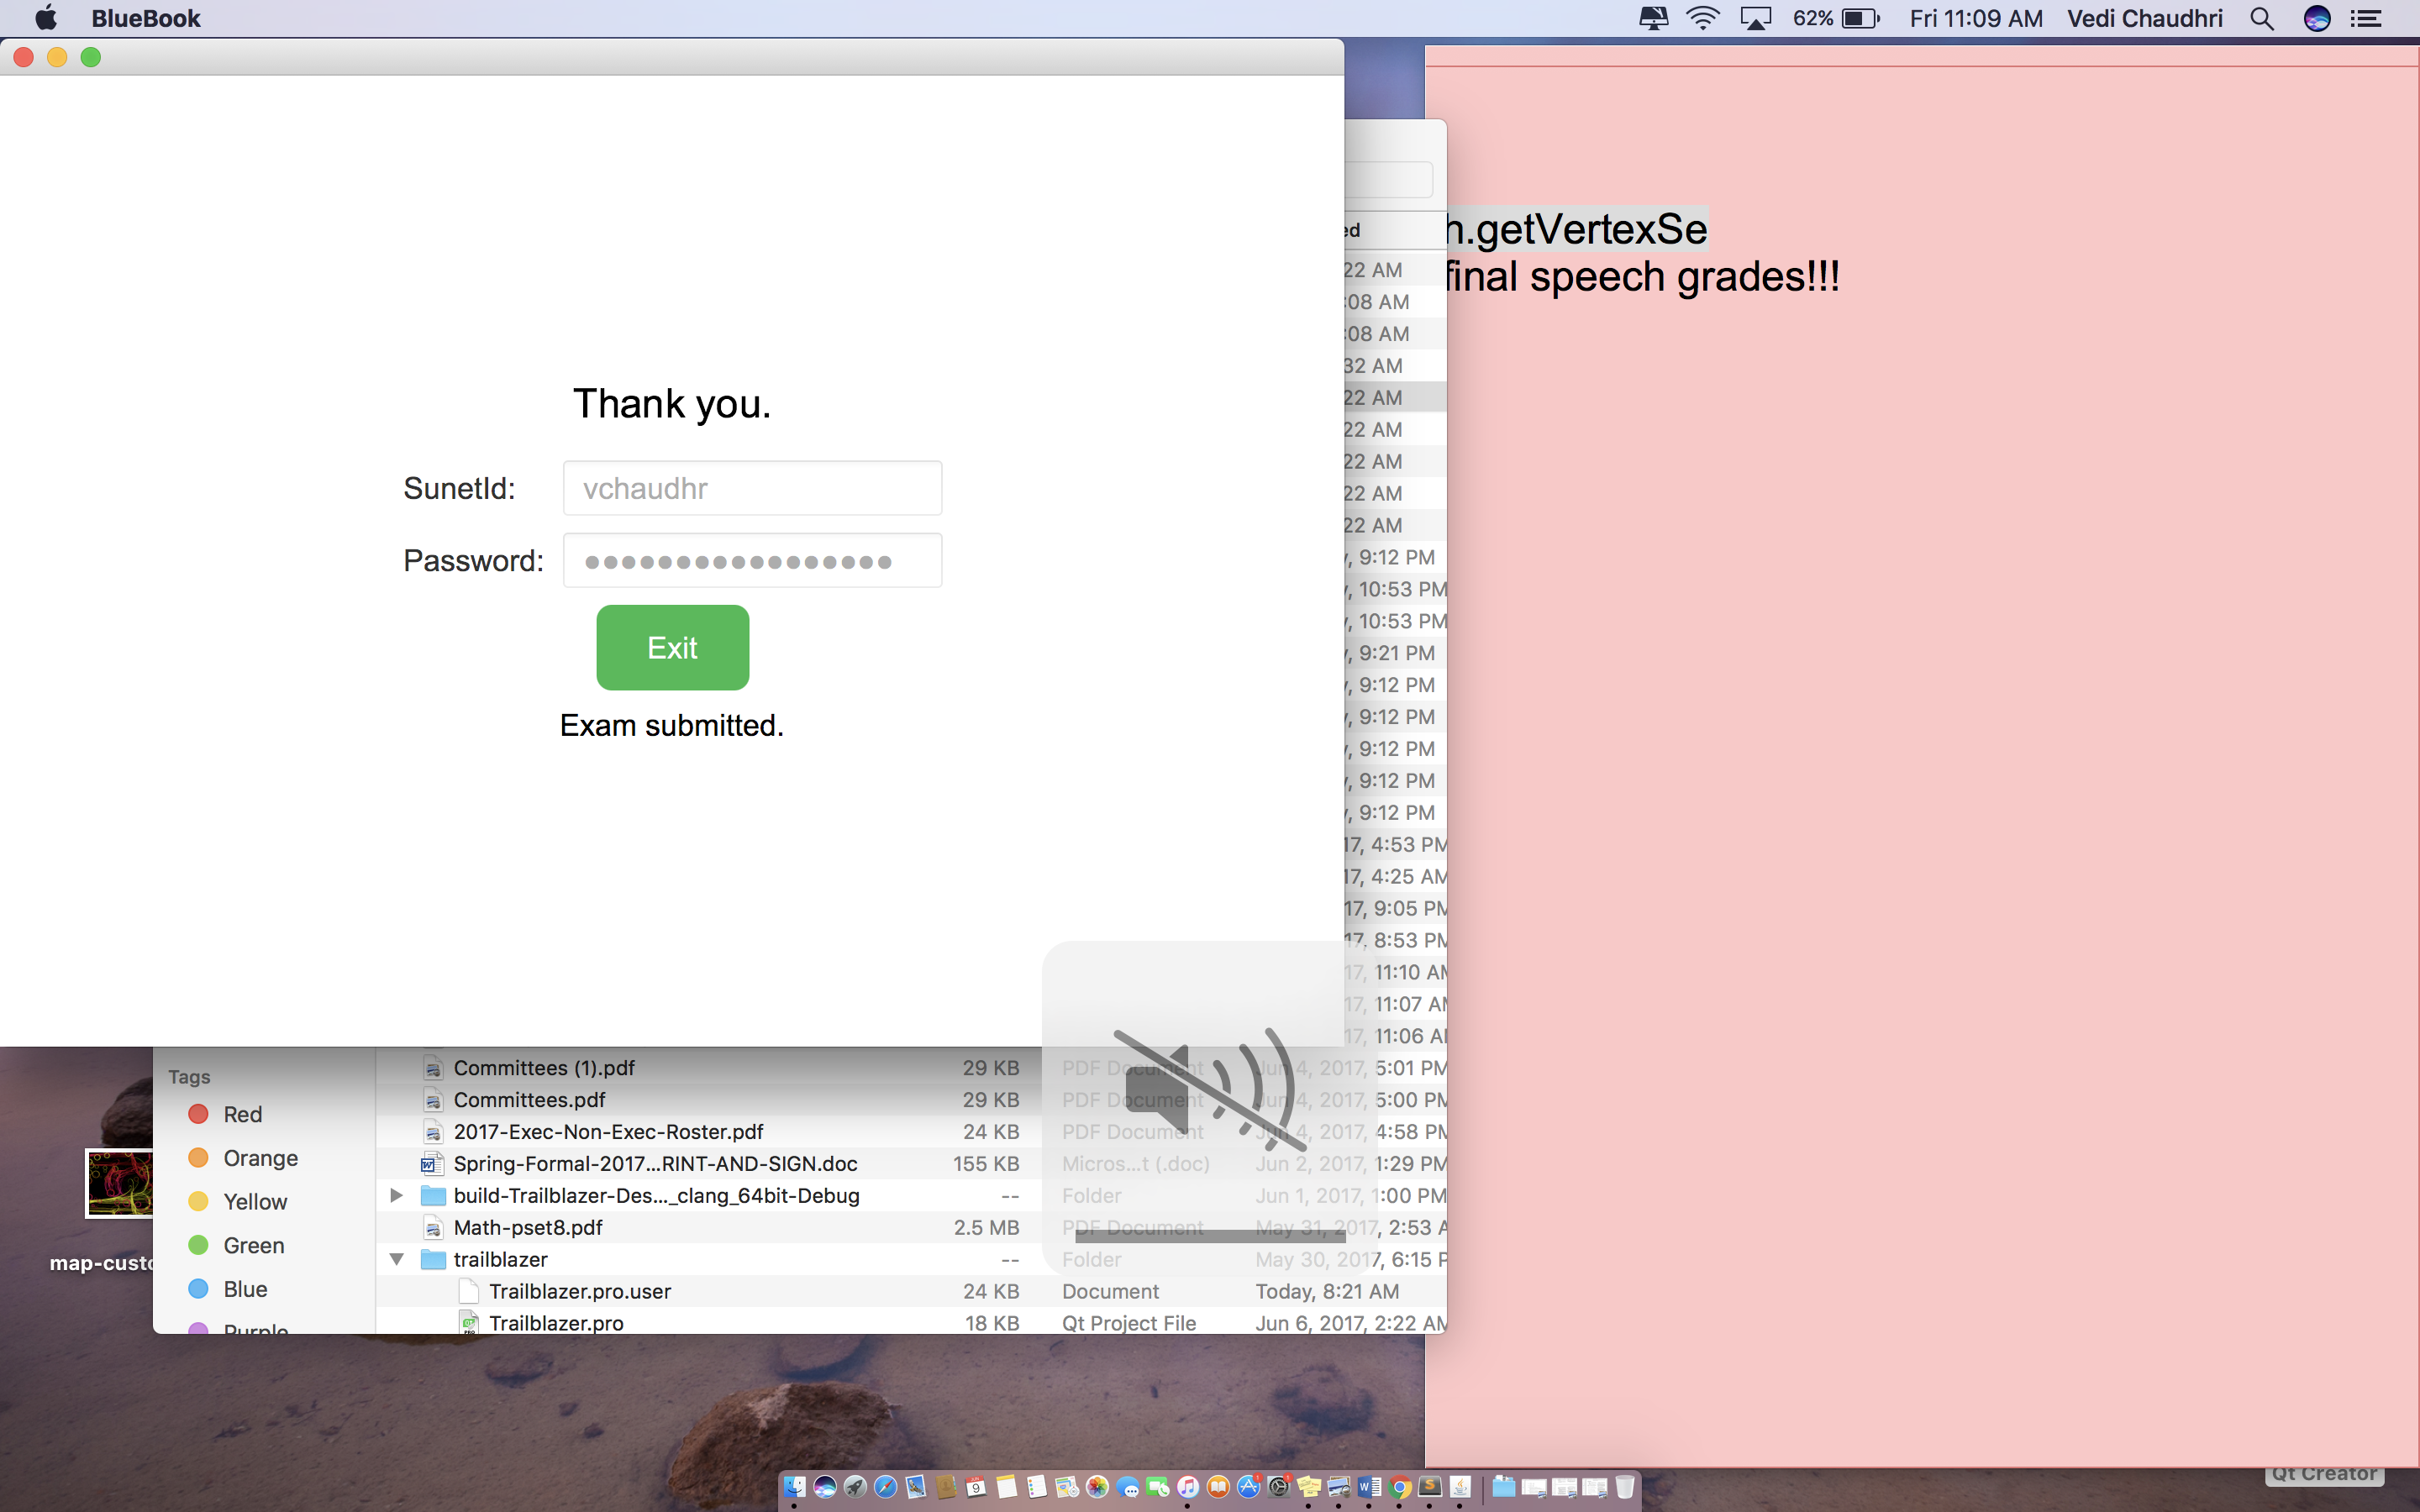 BlueBook
62%
Fri 11:09 AM
Vedi Chaudhri
h.getVertexSe
final speech grades!!!
Thank you.
SunetId: vchaudhr
Password:
Exit
Exam submitted.
ed
22 AM
:08 AM
:08 AM
32 AM
22 AM
22 AM
22 AM
22 AM
22 AM
, 9:12 PM
, 10:53 PM
, 10:53 PM
, 9:21 PM
, 9:12 PM
, 9:12 PM
, 9:12 PM
, 9:12 PM
, 9:12 PM
17, 4:53 PM
17, 4:25 AM
17, 9:05 PM
17, 8:53 PM
17, 11:10 AM
17, 11:07 AM
17, 11:06 AM
Tags
Red
Orange
Yellow
Green
Blue
Purple
Committees (1).pdf 29 KB PDF Document Jun 4, 2017, 5:01 PM
Committees.pdf 29 KB PDF Document Jun 4, 2017, 5:00 PM
2017-Exec-Non-Exec-Roster.pdf 24 KB PDF Document Jun 4, 2017, 4:58 PM
Spring-Formal-2017...RINT-AND-SIGN.doc 155 KB Micros...t (.doc) Jun 2, 2017, 1:29 PM
build-Trailblazer-Des..._clang_64bit-Debug -- Folder Jun 1, 2017, 1:00 PM
Math-pset8.pdf 2.5 MB PDF Document May 31, 2017, 2:53 A
trailblazer -- Folder May 30, 2017, 6:15 P
Trailblazer.pro.user 24 KB Document Today, 8:21 AM
Trailblazer.pro 18 KB Qt Project File Jun 6, 2017, 2:22 AM
map-custo
Qt Creator